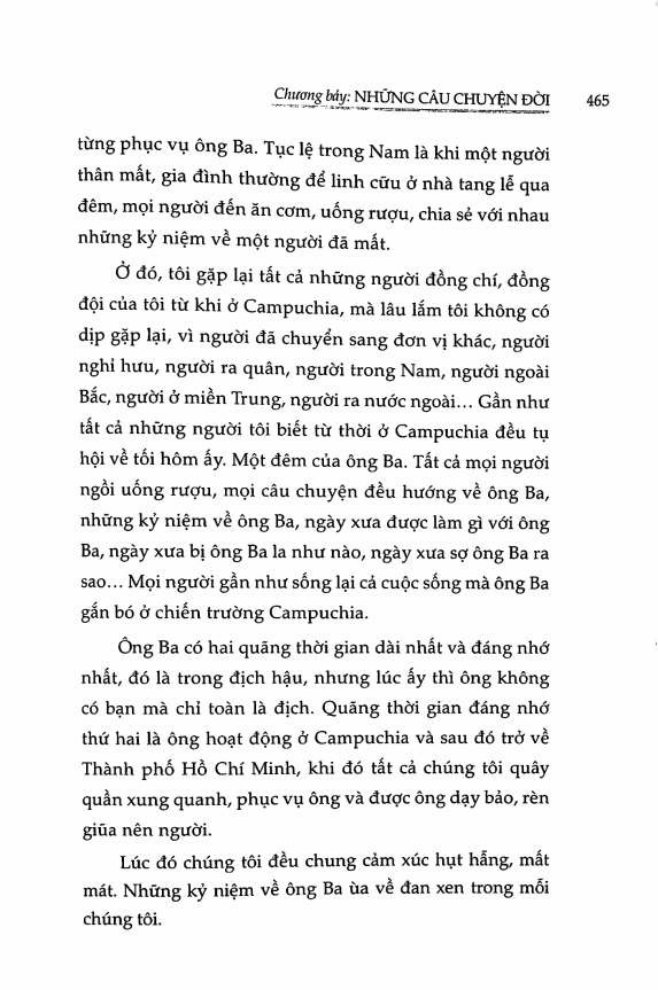 Chương bảy: NHỮNG CÂU CHUYỆN ĐỜI 465
từng phục vụ ông Ba. Tục lệ trong Nam là khi một người
thân mất, gia đình thường để linh cữu ở nhà tang lễ qua
đêm, mọi người đến ăn cơm, uống rượu, chia sẻ với nhau
những kỷ niệm về một người đã mất.
Ở đó, tôi gặp lại tất cả những người đồng chí, đồng
đội của tôi từ khi ở Campuchia, mà lâu lắm tôi không có
dịp gặp lại, vì người đã chuyển sang đơn vị khác, người
nghỉ hưu, người ra quân, người trong Nam, người ngoài
Bắc, người ở miền Trung, người ra nước ngoài... Gần như
tất cả những người tôi biết từ thời ở Campuchia đều tụ
hội về tối hôm ấy. Một đêm của ông Ba. Tất cả mọi người
ngồi uống rượu, mọi câu chuyện đều hướng về ông Ba,
những kỷ niệm về ông Ba, ngày xưa được làm gì với ông
Ba, ngày xưa bị ông Ba la như nào, ngày xưa sợ ông Ba ra
sao... Mọi người gần như sống lại cả cuộc sống mà ông Ba
gắn bó ở chiến trường Campuchia.
Ông Ba có hai quãng thời gian dài nhất và đáng nhớ
nhất, đó là trong địch hậu, nhưng lúc ấy thì ông không
có bạn mà chỉ toàn là địch. Quãng thời gian đáng nhớ
thứ hai là ông hoạt động ở Campuchia và sau đó trở về
Thành phố Hồ Chí Minh, khi đó tất cả chúng tôi quây
quần xung quanh, phục vụ ông và được ông dạy bảo, rèn
giũa nên người.
Lúc đó chúng tôi đều chung cảm xúc hụt hẫng, mất
mát. Những kỷ niệm về ông Ba ùa về đan xen trong mỗi
chúng tôi.